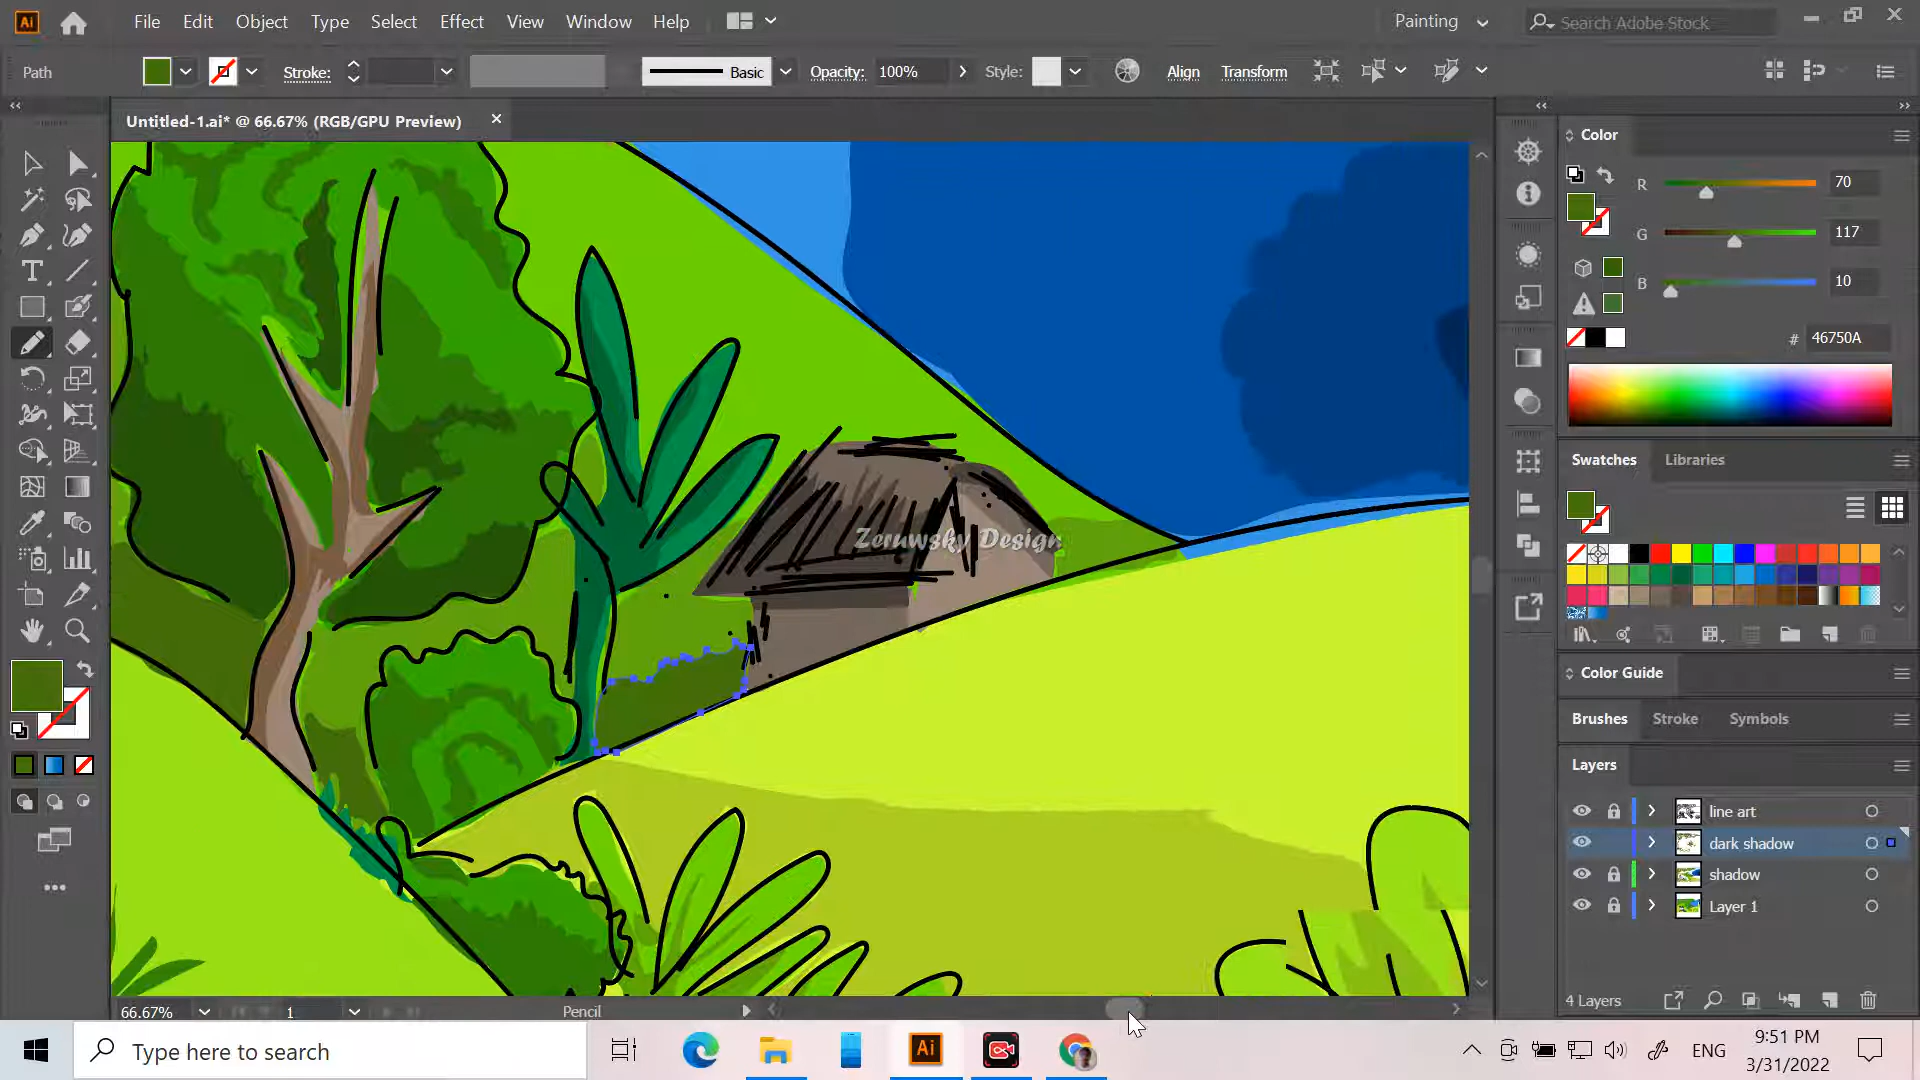 Ai File Edit Object Type Select Effect View Window Help Painting Search Adobe Stock
Path Stroke: Basic Opacity: 100% Style: Align Transform
Untitled-1.ai* @ 66.67% (RGB/GPU Preview)
Color
R 70
G 117
B 10
# 46750A
Swatches Libraries
Zeruwsky Design
Color Guide
Brushes Stroke Symbols
Layers
line art
dark shadow
shadow
Layer 1
4 Layers
66.67% 1 Pencil
Type here to search
Ai
ENG
9:51 PM
3/31/2022